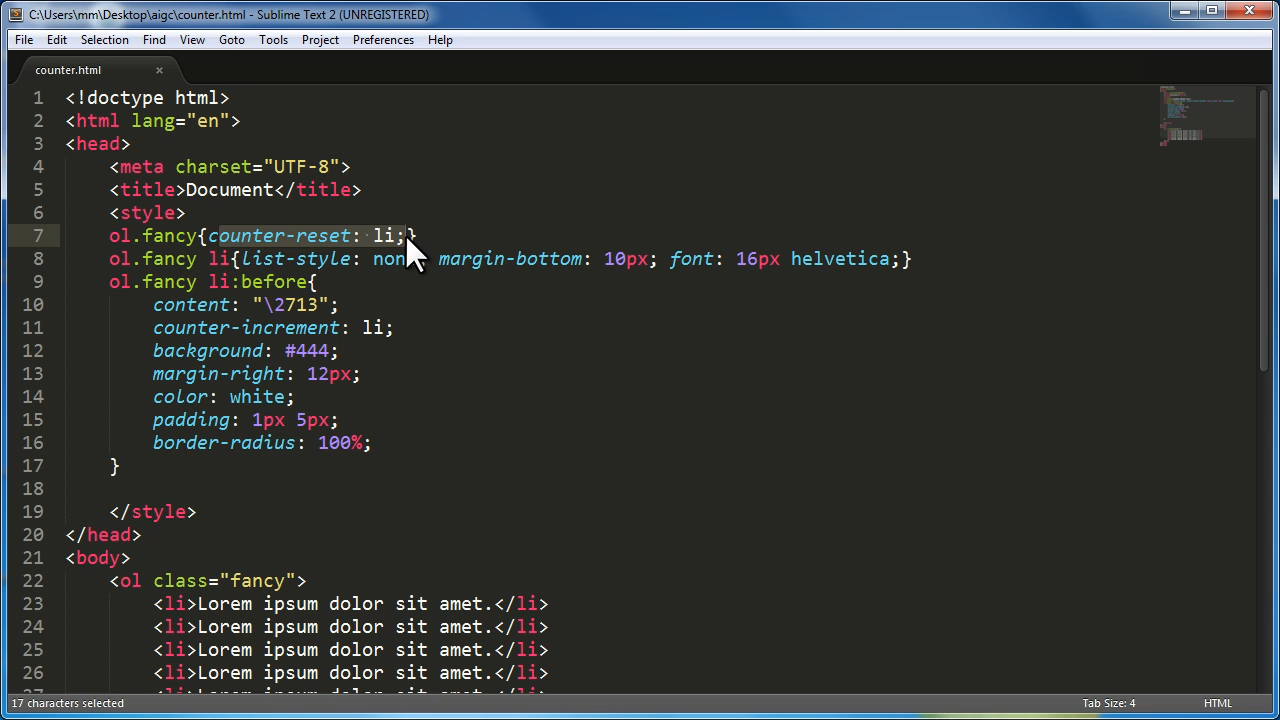 C:\Users\mm\Desktop\aigc\counter.html - Sublime Text 2 (UNREGISTERED)
File Edit Selection Find View Goto Tools Project Preferences Help
counter.html ×
1 <!doctype html>
2 <html lang="en">
3 <head>
4 <meta charset="UTF-8">
5 <title>Document</title>
6 <style>
7 ol.fancy{counter-reset: li;}
8 ol.fancy li{list-style: non margin-bottom: 10px; font: 16px helvetica;}
9 ol.fancy li:before{
10 content: "\2713";
11 counter-increment: li;
12 background: #444;
13 margin-right: 12px;
14 color: white;
15 padding: 1px 5px;
16 border-radius: 100%;
17 }
18
19 </style>
20 </head>
21 <body>
22 <ol class="fancy">
23 <li>Lorem ipsum dolor sit amet.</li>
24 <li>Lorem ipsum dolor sit amet.</li>
25 <li>Lorem ipsum dolor sit amet.</li>
26 <li>Lorem ipsum dolor sit amet.</li>
17 characters selected Tab Size: 4 HTML